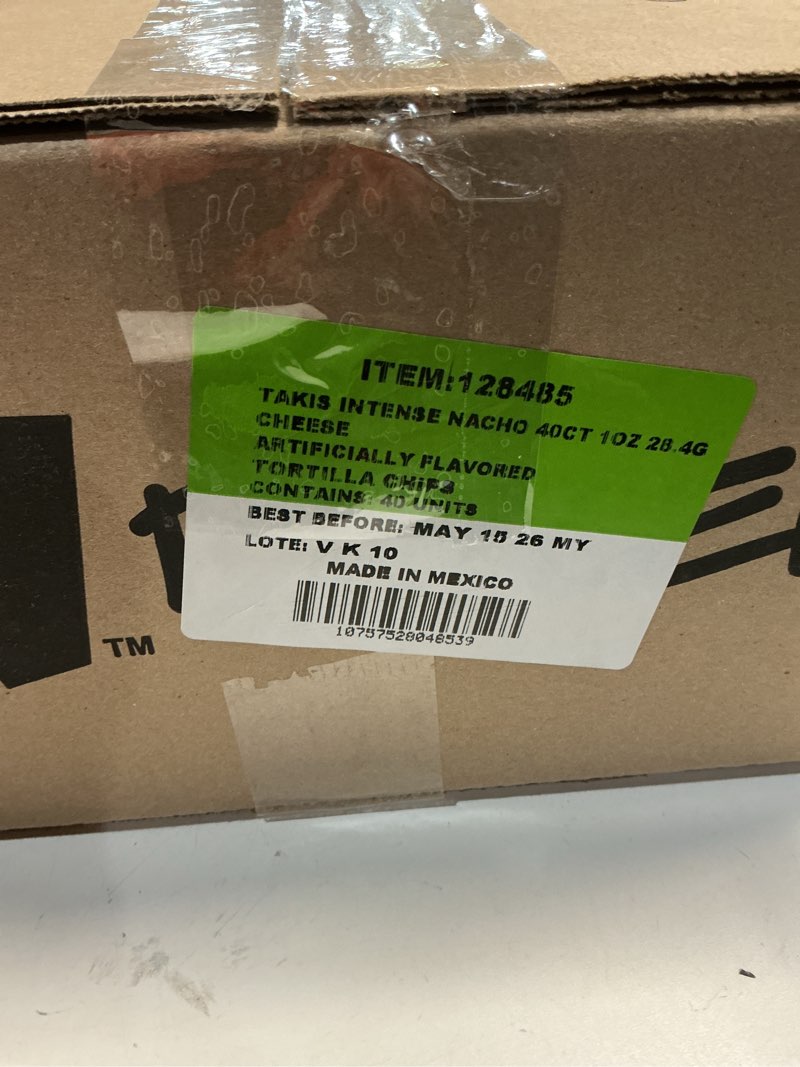 ITEM:128485
TAKIS INTENSE NACHO 40CT 1OZ 28.4G
CHEESE
ARTIFICIALLY FLAVORED
TORTILLA CHIPS
CONTAINS: 40 UNITS
BEST BEFORE: MAY 15 26 MY
LOTE: V K 10
MADE IN MEXICO
10757528048539
TM